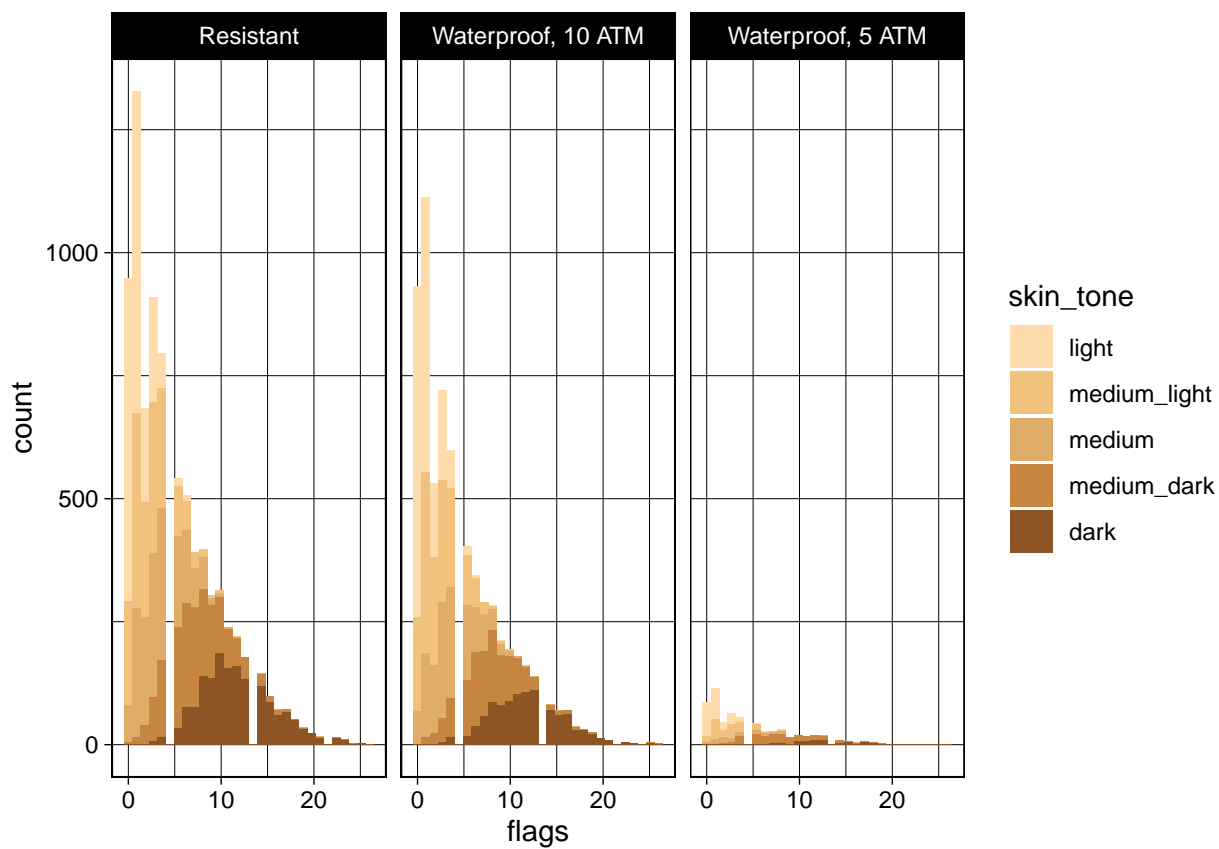 Resistant
Waterproof, 10 ATM
Waterproof, 5 ATM
count
1000
500
0
0 10 20
0 10 20
0 10 20
flags
skin_tone
light
medium_light
medium
medium_dark
dark